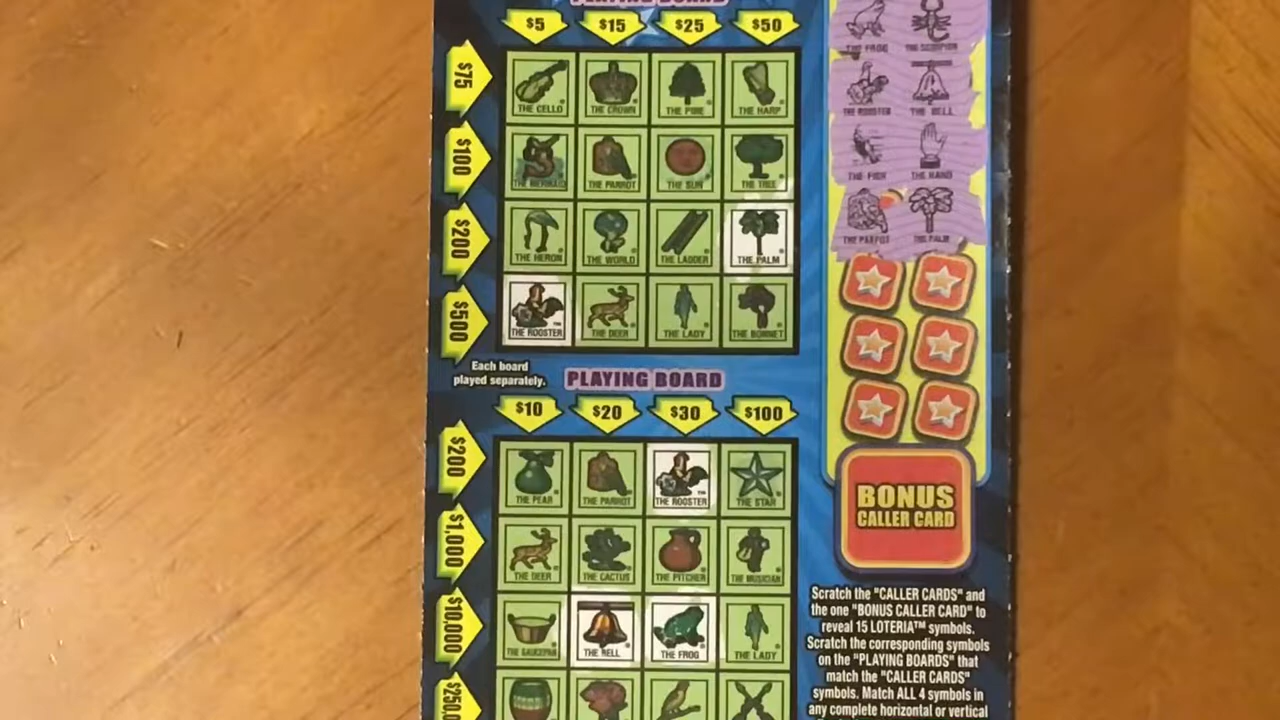 PLAYING BOARD
$5 $15 $25 $50
$75
THE CELLO THE CROWN THE PINE THE HARP
$100
THE MERMAID THE PARROT THE SUN THE TREE
$200
THE HERON THE WORLD THE LADDER THE PALM
$500
THE ROOSTER THE DEER THE LADY THE BONNET
Each board
played separately.
PLAYING BOARD
$10 $20 $30 $100
$200
THE PEAR THE PARROT THE ROOSTER THE STAR
$1,000
THE DEER THE CACTUS THE PITCHER THE MUSICIAN
$10,000
THE SAUCEPAN THE BELL THE FROG THE LADY
THE FROG THE SCORPION
THE ROOSTER THE BELL
THE FISH THE HAND
THE PARROT THE PALM
BONUS
CALLER CARD
Scratch the "CALLER CARDS" and
the one "BONUS CALLER CARD" to
reveal 15 LOTERIA™ symbols.
Scratch the corresponding symbols
on the "PLAYING BOARDS" that
match the "CALLER CARDS"
symbols. Match ALL 4 symbols in
any complete horizontal or vertical